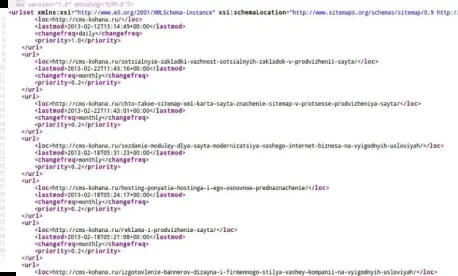 <?xml version="1.0" encoding="UTF-8"?>
<urlset xmlns:xsi="http://www.w3.org/2001/XMLSchema-instance" xsi:schemaLocation="http://www.sitemaps.org/schemas/sitemap/0.9 http:/
<url>
<loc>http://cms-kohana.ru/</loc>
<lastmod>2013-02-12T13:14:49+00:00</lastmod>
<changefreq>daily</changefreq>
<priority>1.0</priority>
</url>
<url>
<loc>http://cms-kohana.ru/sotsialnyie-zakladki-vazhnost-sotsialnyih-zakladok-v-prodvizhenii-sayta/</loc>
<lastmod>2013-02-22T11:43:16+00:00</lastmod>
<changefreq>monthly</changefreq>
<priority>0.2</priority>
</url>
<url>
<loc>http://cms-kohana.ru/chto-takoe-sitemap-xml-karta-sayta-znachenie-sitemap-v-protsesse-prodvizheniya-sayta/</loc>
<lastmod>2013-02-22T11:43:01+00:00</lastmod>
<changefreq>monthly</changefreq>
<priority>0.2</priority>
</url>
<url>
<loc>http://cms-kohana.ru/sozdanie-moduley-dlya-sayta-modernizatsiya-vashego-internet-biznesa-na-vyigodnyih-usloviyah/</loc>
<lastmod>2013-02-18T05:31:23+00:00</lastmod>
<changefreq>monthly</changefreq>
<priority>0.2</priority>
</url>
<url>
<loc>http://cms-kohana.ru/hosting-ponyatie-hostinga-i-ego-osnovnoe-prednaznachenie/</loc>
<lastmod>2013-02-18T05:24:17+00:00</lastmod>
<changefreq>monthly</changefreq>
<priority>0.2</priority>
</url>
<url>
<loc>http://cms-kohana.ru/reklama-i-prodvizhenie-sayta/</loc>
<lastmod>2013-02-18T05:21:08+00:00</lastmod>
<changefreq>monthly</changefreq>
<priority>0.2</priority>
</url>
<url>
<loc>http://cms-kohana.ru/izgotovlenie-bannerov-dizayna-i-firmennogo-stilya-vashey-kompanii-na-vyigodnyih-usloviyah/</loc>